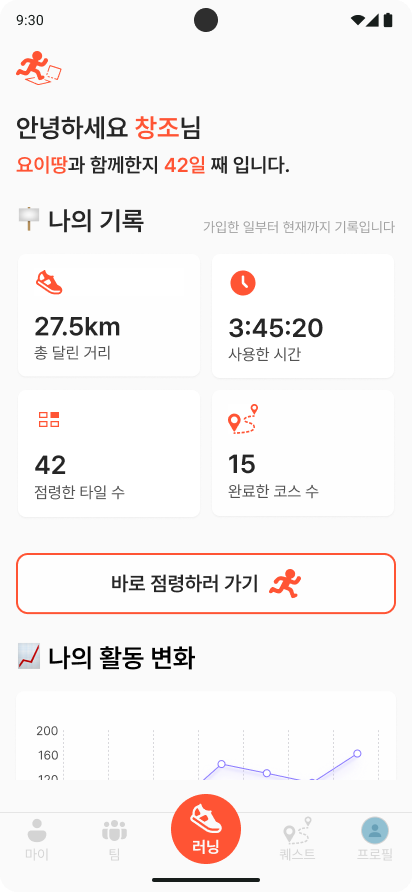 9:30
안녕하세요 창조님
요이땅과 함께한지 42일 째 입니다.
나의 기록
가입한 일부터 현재까지 기록입니다
27.5km
총 달린 거리
3:45:20
사용한 시간
42
점령한 타일 수
15
완료한 코스 수
바로 점령하러 가기
나의 활동 변화
200
160
120
마이
팀
러닝
퀘스트
프로필